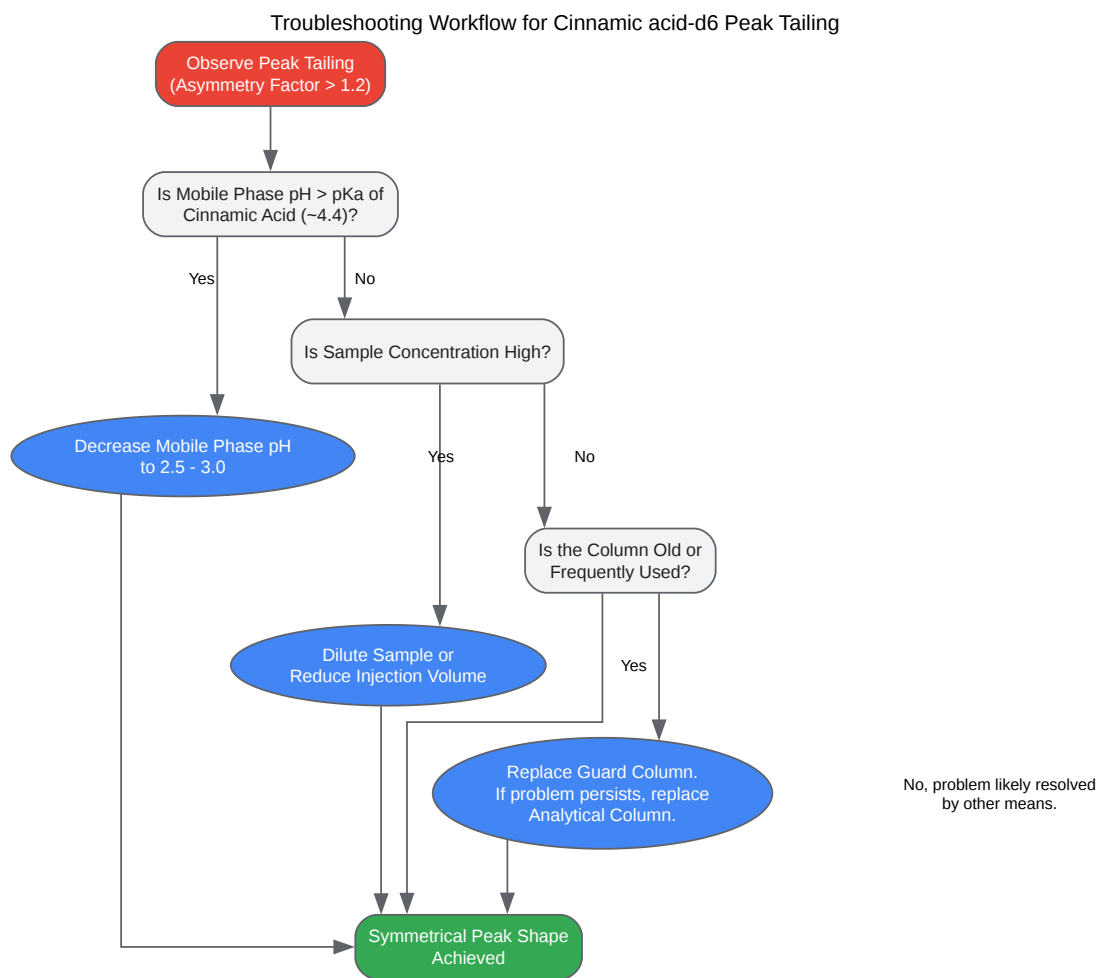 Troubleshooting Workflow for Cinnamic acid-d6 Peak Tailing
Observe Peak Tailing
(Asymmetry Factor > 1.2)
Is Mobile Phase pH > pKa of
Cinnamic Acid (~4.4)?
Yes
No
Is Sample Concentration High?
Decrease Mobile Phase pH
to 2.5 - 3.0
Yes
No
Is the Column Old or
Frequently Used?
Dilute Sample or
Reduce Injection Volume
Yes
Replace Guard Column.
If problem persists, replace
Analytical Column.
No, problem likely resolved
by other means.
Symmetrical Peak Shape
Achieved